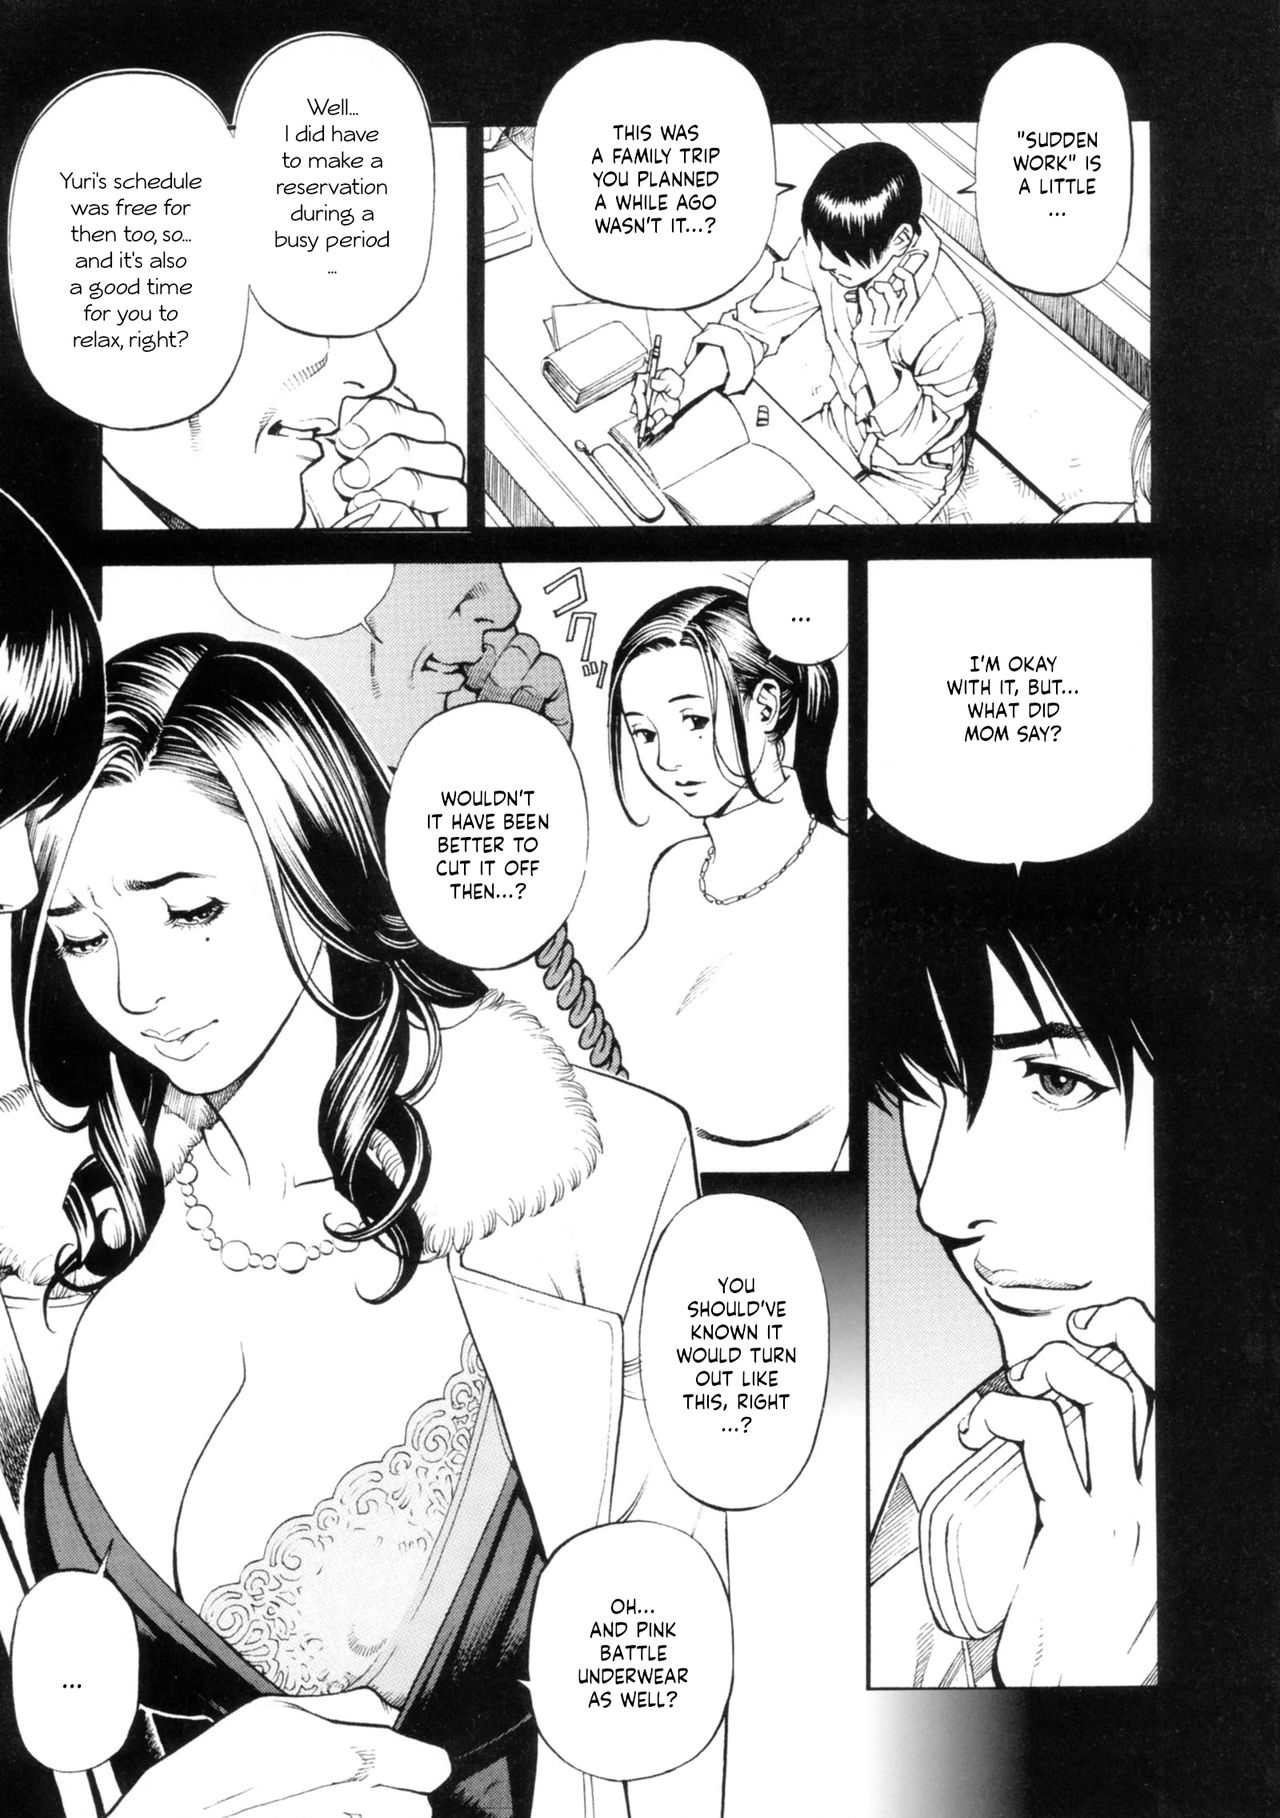 "SUDDEN
WORK" IS
A LITTLE
...
THIS WAS
A FAMILY TRIP
YOU PLANNED
A WHILE AGO
WASN'T IT...?
Well...
I did have
to make a
reservation
during a
busy period
...
Yuri's schedule
was free for
then too, so...
and it's also
a good time
for you to
relax, right?
I'M OKAY
WITH IT, BUT...
WHAT DID
MOM SAY?
...
コクッ
WOULDN'T
IT HAVE BEEN
BETTER TO
CUT IT OFF
THEN...?
YOU
SHOULD'VE
KNOWN IT
WOULD TURN
OUT LIKE
THIS, RIGHT
...?
OH...
AND PINK
BATTLE
UNDERWEAR
AS WELL?
...